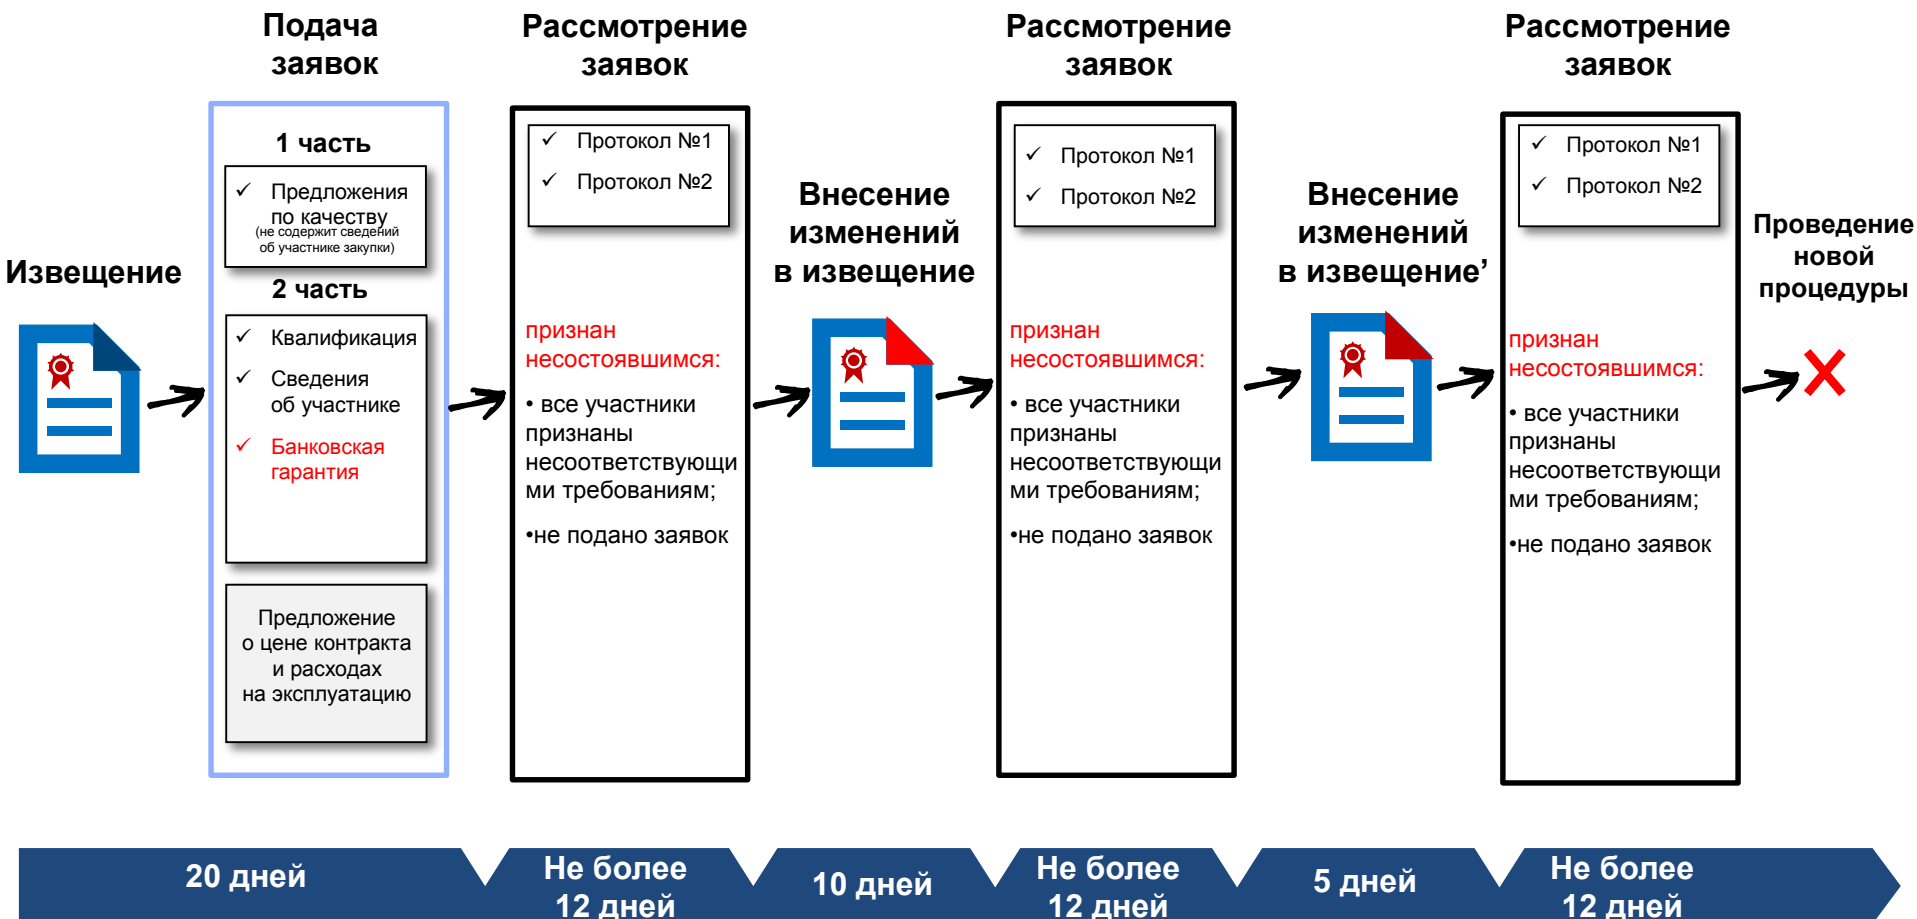 Извещение
Подача
заявок
1 часть
✓ Предложения
по качеству
(не содержит сведений
об участнике закупки)
2 часть
✓ Квалификация
✓ Сведения
об участнике
✓ Банковская
гарантия
Предложение
о цене контракта
и расходах
на эксплуатацию
Рассмотрение
заявок
✓ Протокол №1
✓ Протокол №2
признан
несостоявшимся:
• все участники
признаны
несоответствующи
ми требованиям;
•не подано заявок
Внесение
изменений
в извещение
Рассмотрение
заявок
✓ Протокол №1
✓ Протокол №2
признан
несостоявшимся:
• все участники
признаны
несоответствующи
ми требованиям;
•не подано заявок
Внесение
изменений
в извещение’
Рассмотрение
заявок
✓ Протокол №1
✓ Протокол №2
признан
несостоявшимся:
• все участники
признаны
несоответствующи
ми требованиям;
•не подано заявок
Проведение
новой
процедуры
20 дней
Не более
12 дней
10 дней
Не более
12 дней
5 дней
Не более
12 дней